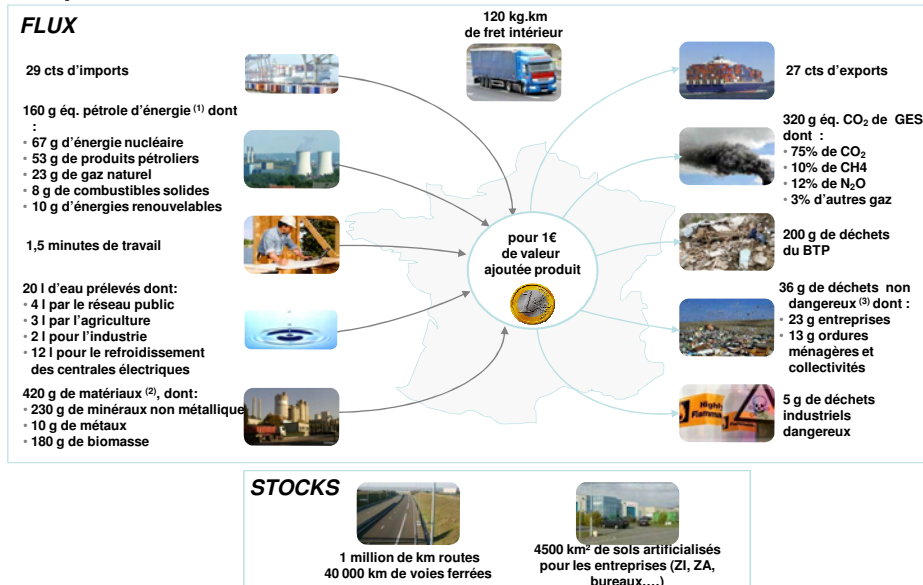 FLUX
120 kg.km
de fret intérieur
29 cts d’imports
160 g éq. pétrole d’énergie (1) dont
:
• 67 g d’énergie nucléaire
• 53 g de produits pétroliers
• 23 g de gaz naturel
• 8 g de combustibles solides
• 10 g d’énergies renouvelables
1,5 minutes de travail
20 l d’eau prélevés dont:
• 4 l par le réseau public
• 3 l par l’agriculture
• 2 l pour l’industrie
• 12 l pour le refroidissement
des centrales électriques
420 g de matériaux (2), dont:
• 230 g de minéraux non métallique
• 10 g de métaux
• 180 g de biomasse
pour 1€
de valeur
ajoutée produit
27 cts d’exports
320 g éq. CO₂ de GES
dont :
• 75% de CO₂
• 10% de CH4
• 12% de N₂O
• 3% d’autres gaz
200 g de déchets
du BTP
36 g de déchets non
dangereux (3) dont :
• 23 g entreprises
• 13 g ordures
ménagères et
collectivités
Highly
Flamma
5 g de déchets
industriels
dangereux
STOCKS
1 million de km routes
40 000 km de voies ferrées
4500 km² de sols artificialisés
pour les entreprises (ZI, ZA,
bureaux,…)